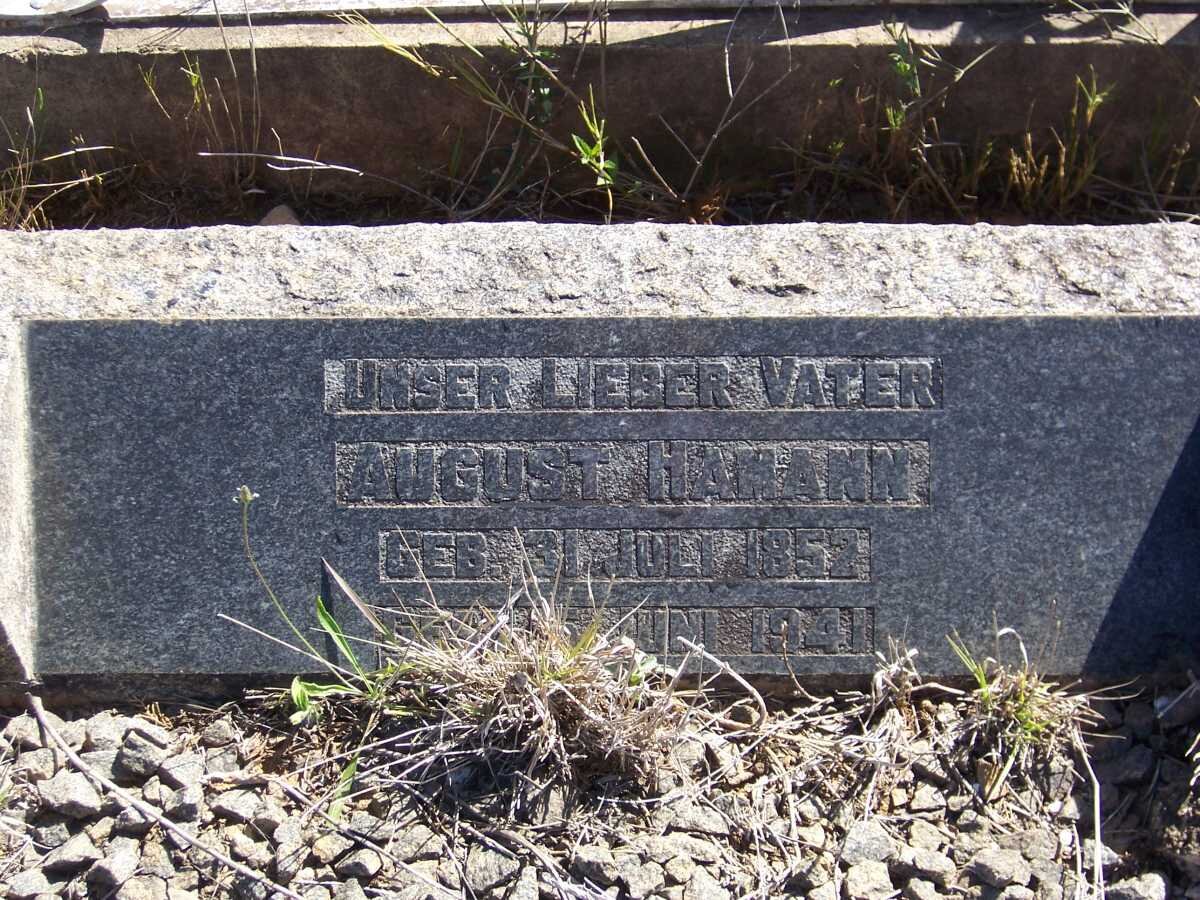 UNSER LIEBER VATER
AUGUST HAMANN
GEB. 31. JULI 1852
JUNI 1941